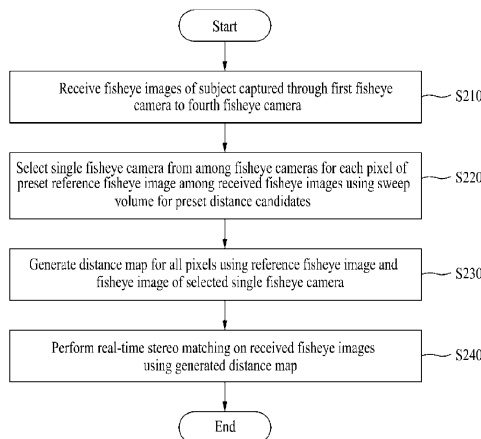 Start
Receive fisheye images of subject captured through first fisheye
camera to fourth fisheye camera
S210
Select single fisheye camera from among fisheye cameras for each pixel of
preset reference fisheye image among received fisheye images using sweep
volume for preset distance candidates
S220
Generate distance map for all pixels using reference fisheye image and
fisheye image of selected single fisheye camera
S230
Perform real-time stereo matching on received fisheye images
using generated distance map
S240
End